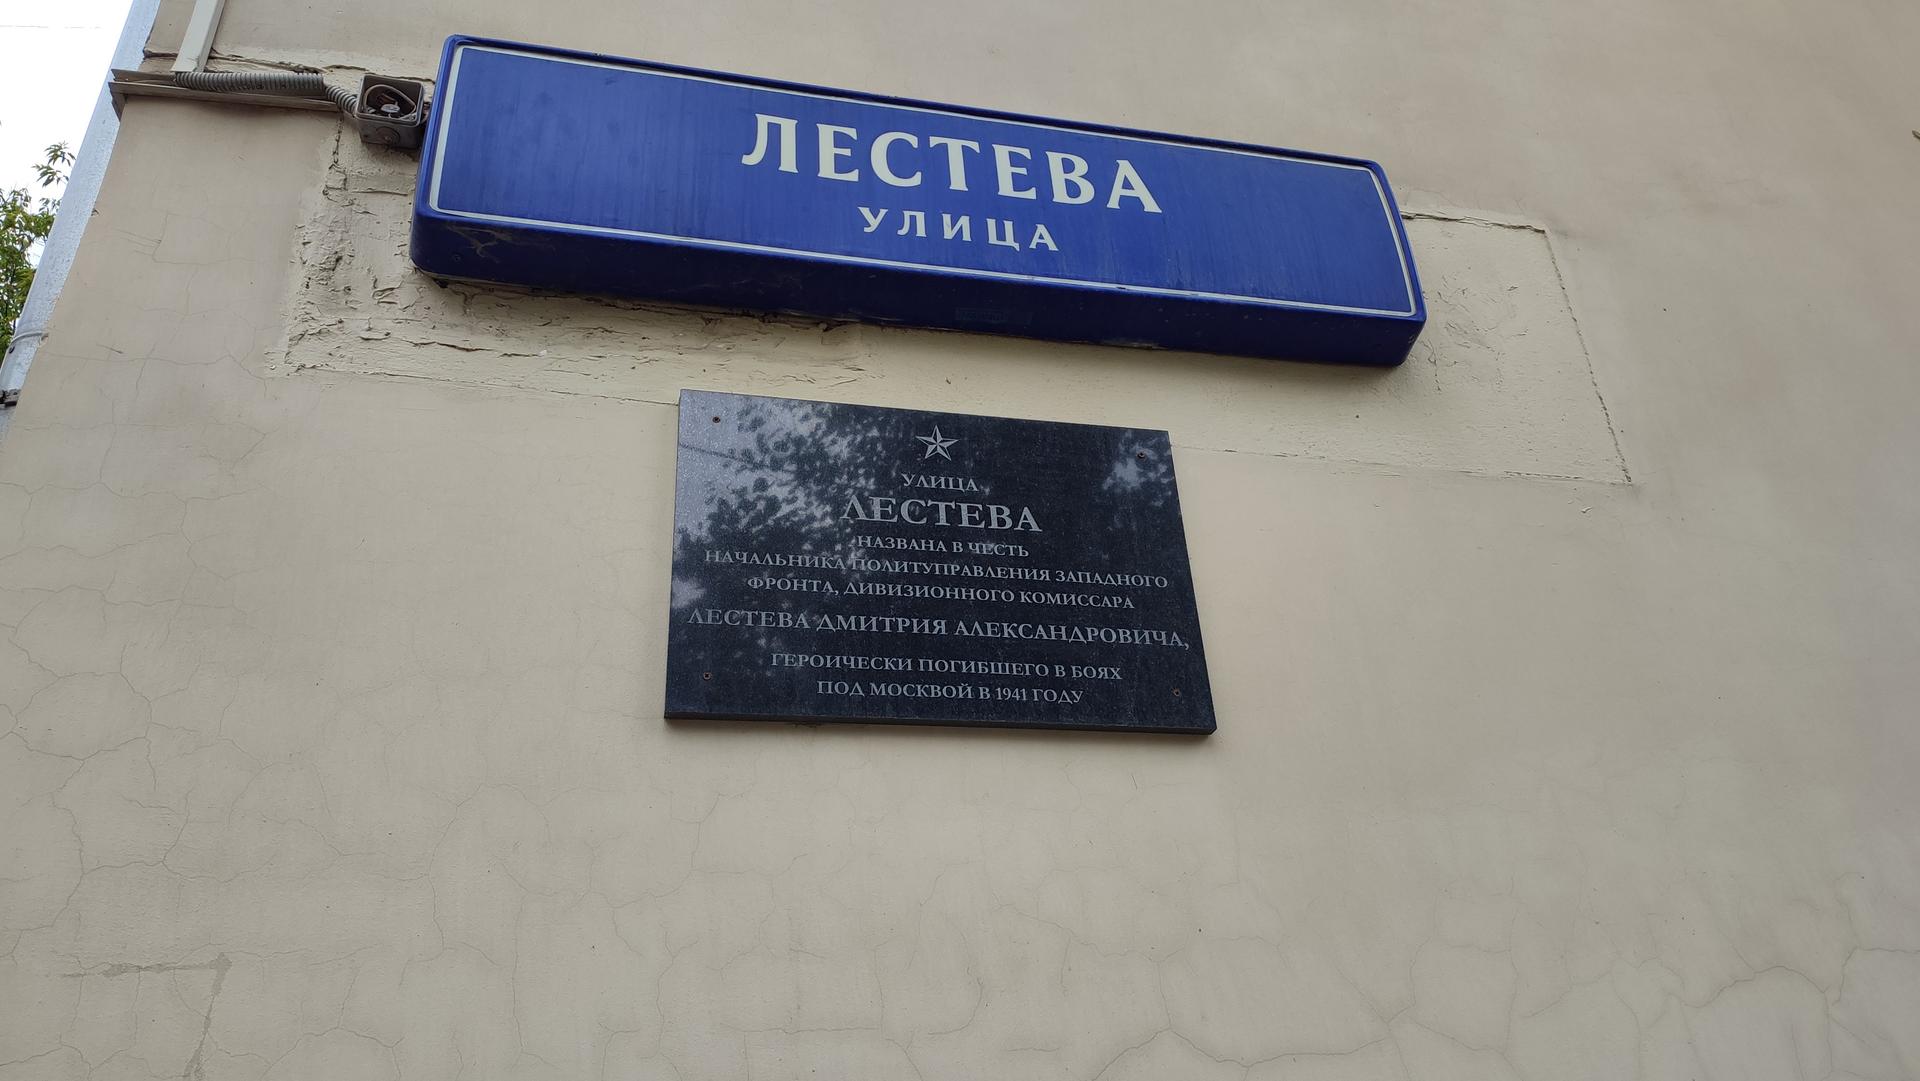 ЛЕСТЕВА
УЛИЦА
УЛИЦА
ЛЕСТЕВА
НАЗВАНА В ЧЕСТЬ
НАЧАЛЬНИКА ПОЛИТУПРАВЛЕНИЯ ЗАПАДНОГО
ФРОНТА, ДИВИЗИОННОГО КОМИССАРА
ЛЕСТЕВА ДМИТРИЯ АЛЕКСАНДРОВИЧА,
ГЕРОИЧЕСКИ ПОГИБШЕГО В БОЯХ
ПОД МОСКВОЙ В 1941 ГОДУ